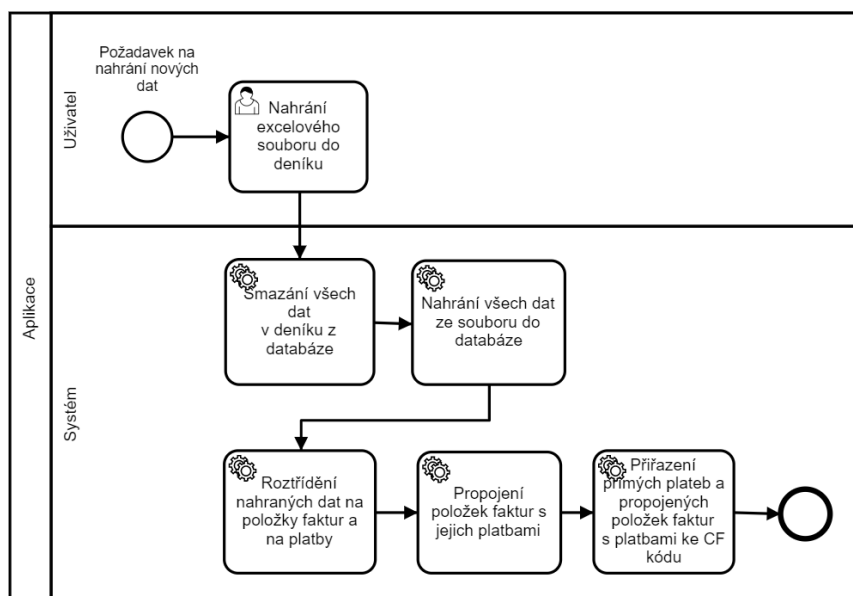 Aplikace
Uživatel
Požadavek na
nahrání nových
dat
Nahrání
excelového
souboru do
deníku
Systém
Smazání všech
dat
v deníku z
databáze
Nahrání všech dat
ze souboru do
databáze
Roztřídění
nahraných dat na
položky faktur a
na platby
Propojení
položek faktur s
jejich platbami
Přiřazení
přímých plateb a
propojených
položek faktur
s platbami ke CF
kódu